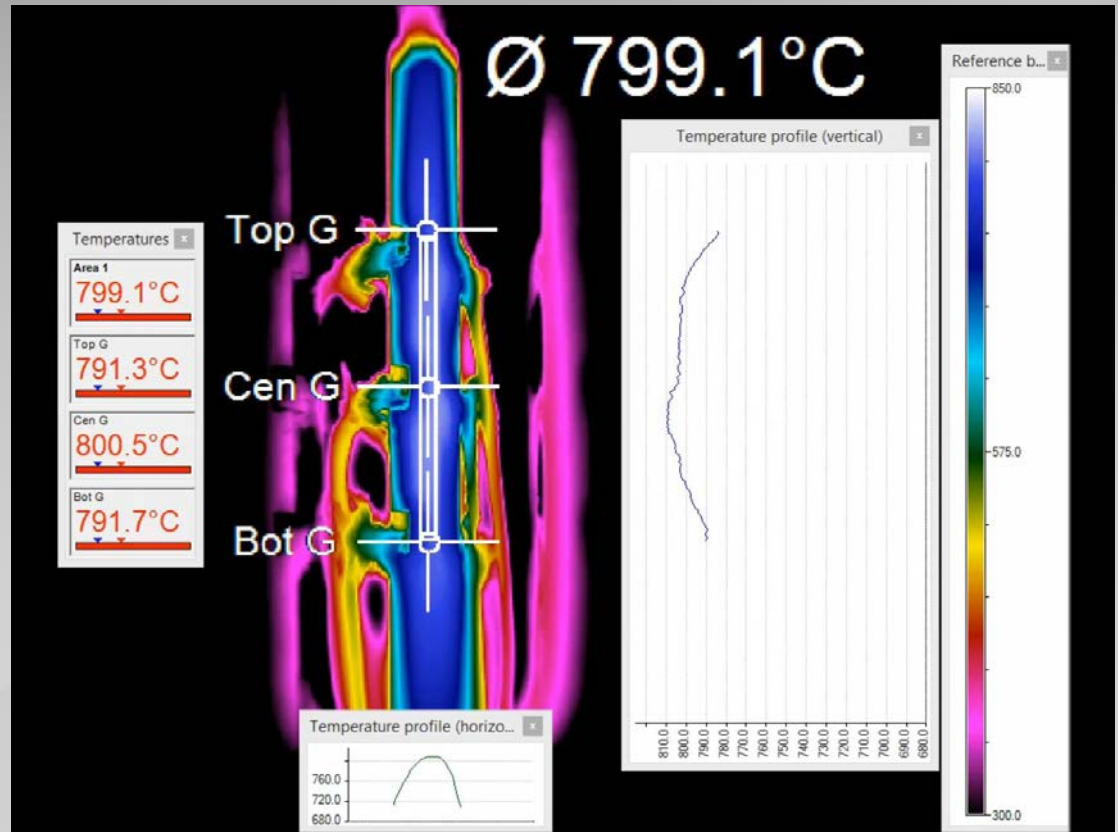 Ø 799.1°C
Reference b...
850.0
575.0
300.0
Temperature profile (vertical)
810.0
800.0
790.0
780.0
770.0
760.0
750.0
740.0
730.0
720.0
710.0
700.0
690.0
680.0
Temperatures
Area 1
799.1°C
Top G
791.3°C
Cen G
800.5°C
Bot G
791.7°C
Top G
Cen G
Bot G
Temperature profile (horizo...
760.0
720.0
680.0